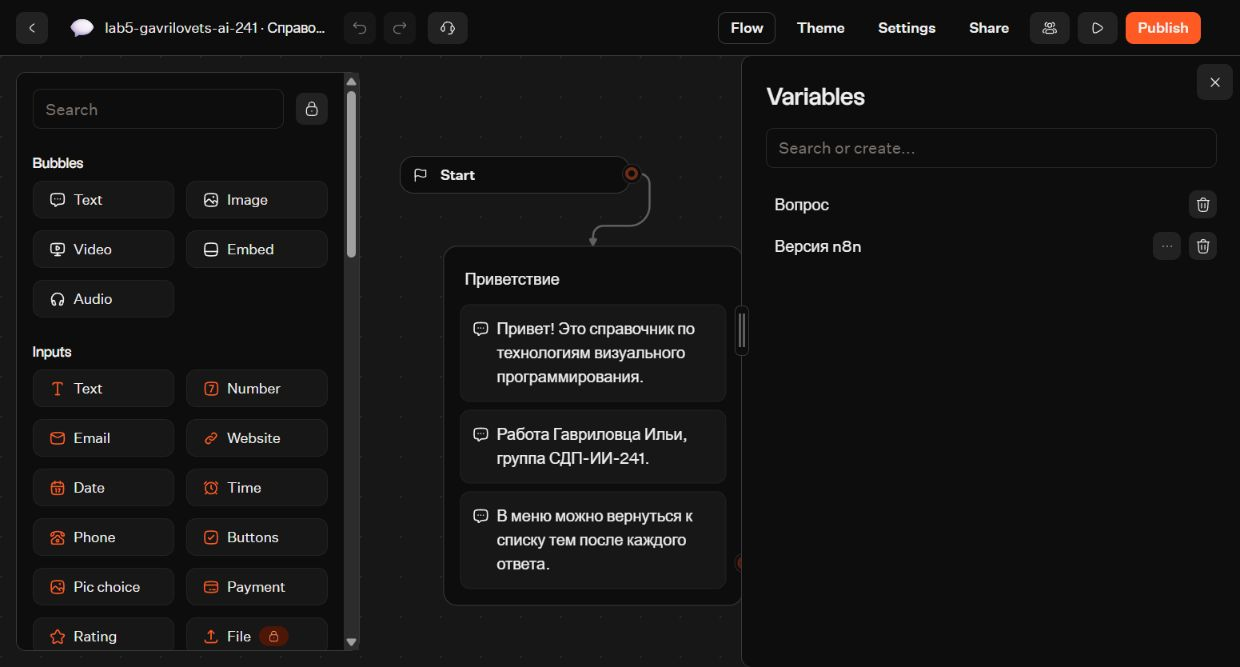 lab5-gavrilovets-ai-241 · Справо...
Flow
Theme
Settings
Share
Publish
Search
Bubbles
Text
Image
Video
Embed
Audio
Inputs
Text
Number
Email
Website
Date
Time
Phone
Buttons
Pic choice
Payment
Rating
File
Start
Приветствие
Привет! Это справочник по
технологиям визуального
программирования.
Работа Гавриловца Ильи,
группа СДП-ИИ-241.
В меню можно вернуться к
списку тем после каждого
ответа.
Variables
Search or create...
Вопрос
Версия n8n